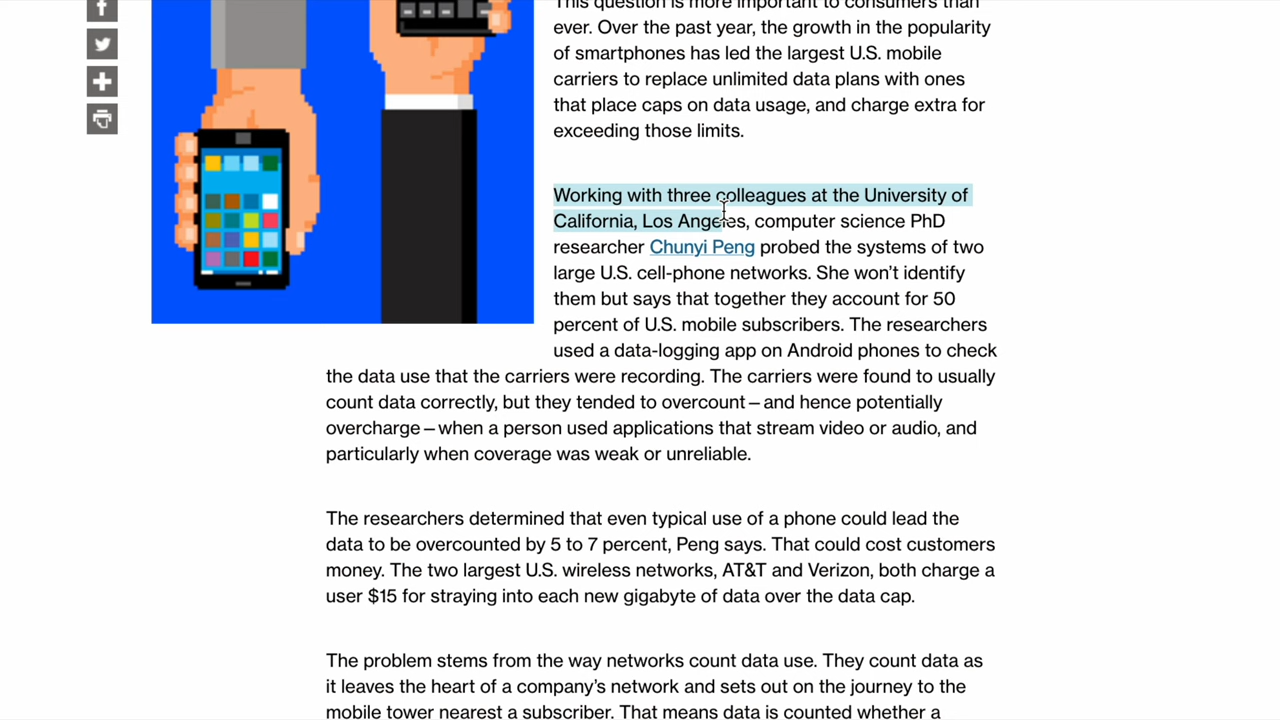 This question is more important to consumers than
ever. Over the past year, the growth in the popularity
of smartphones has led the largest U.S. mobile
carriers to replace unlimited data plans with ones
that place caps on data usage, and charge extra for
exceeding those limits.
Working with three colleagues at the University of
California, Los Angeles, computer science PhD
researcher Chunyi Peng probed the systems of two
large U.S. cell-phone networks. She won’t identify
them but says that together they account for 50
percent of U.S. mobile subscribers. The researchers
used a data-logging app on Android phones to check
the data use that the carriers were recording. The carriers were found to usually
count data correctly, but they tended to overcount—and hence potentially
overcharge—when a person used applications that stream video or audio, and
particularly when coverage was weak or unreliable.
The researchers determined that even typical use of a phone could lead the
data to be overcounted by 5 to 7 percent, Peng says. That could cost customers
money. The two largest U.S. wireless networks, AT&T and Verizon, both charge a
user $15 for straying into each new gigabyte of data over the data cap.
The problem stems from the way networks count data use. They count data as
it leaves the heart of a company’s network and sets out on the journey to the
mobile tower nearest a subscriber. That means data is counted whether a